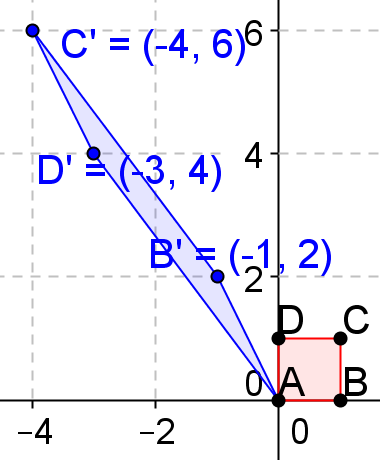 6
C' = (-4, 6)
4
D' = (-3, 4)
B' = (-1, 2)
2
D
C
0
A
B
−4
−2
0